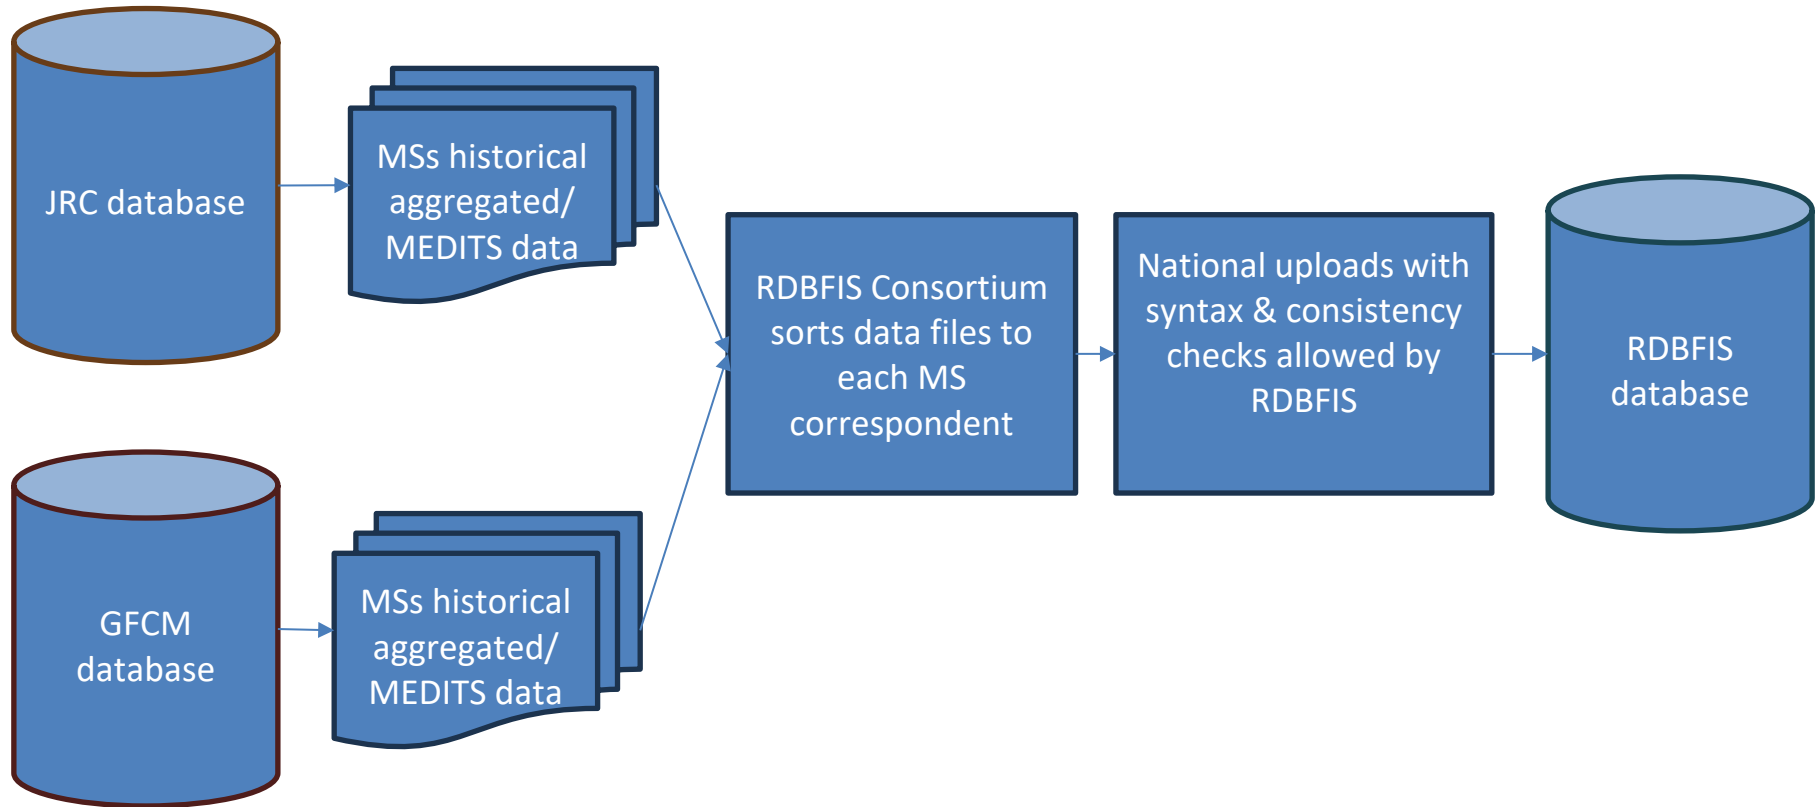 JRC database
MSs historical
aggregated/
MEDITS data
GFCM
database
MSs historical
aggregated/
MEDITS data
RDBFIS Consortium
sorts data files to
each MS
correspondent
National uploads with
syntax & consistency
checks allowed by
RDBFIS
RDBFIS
database